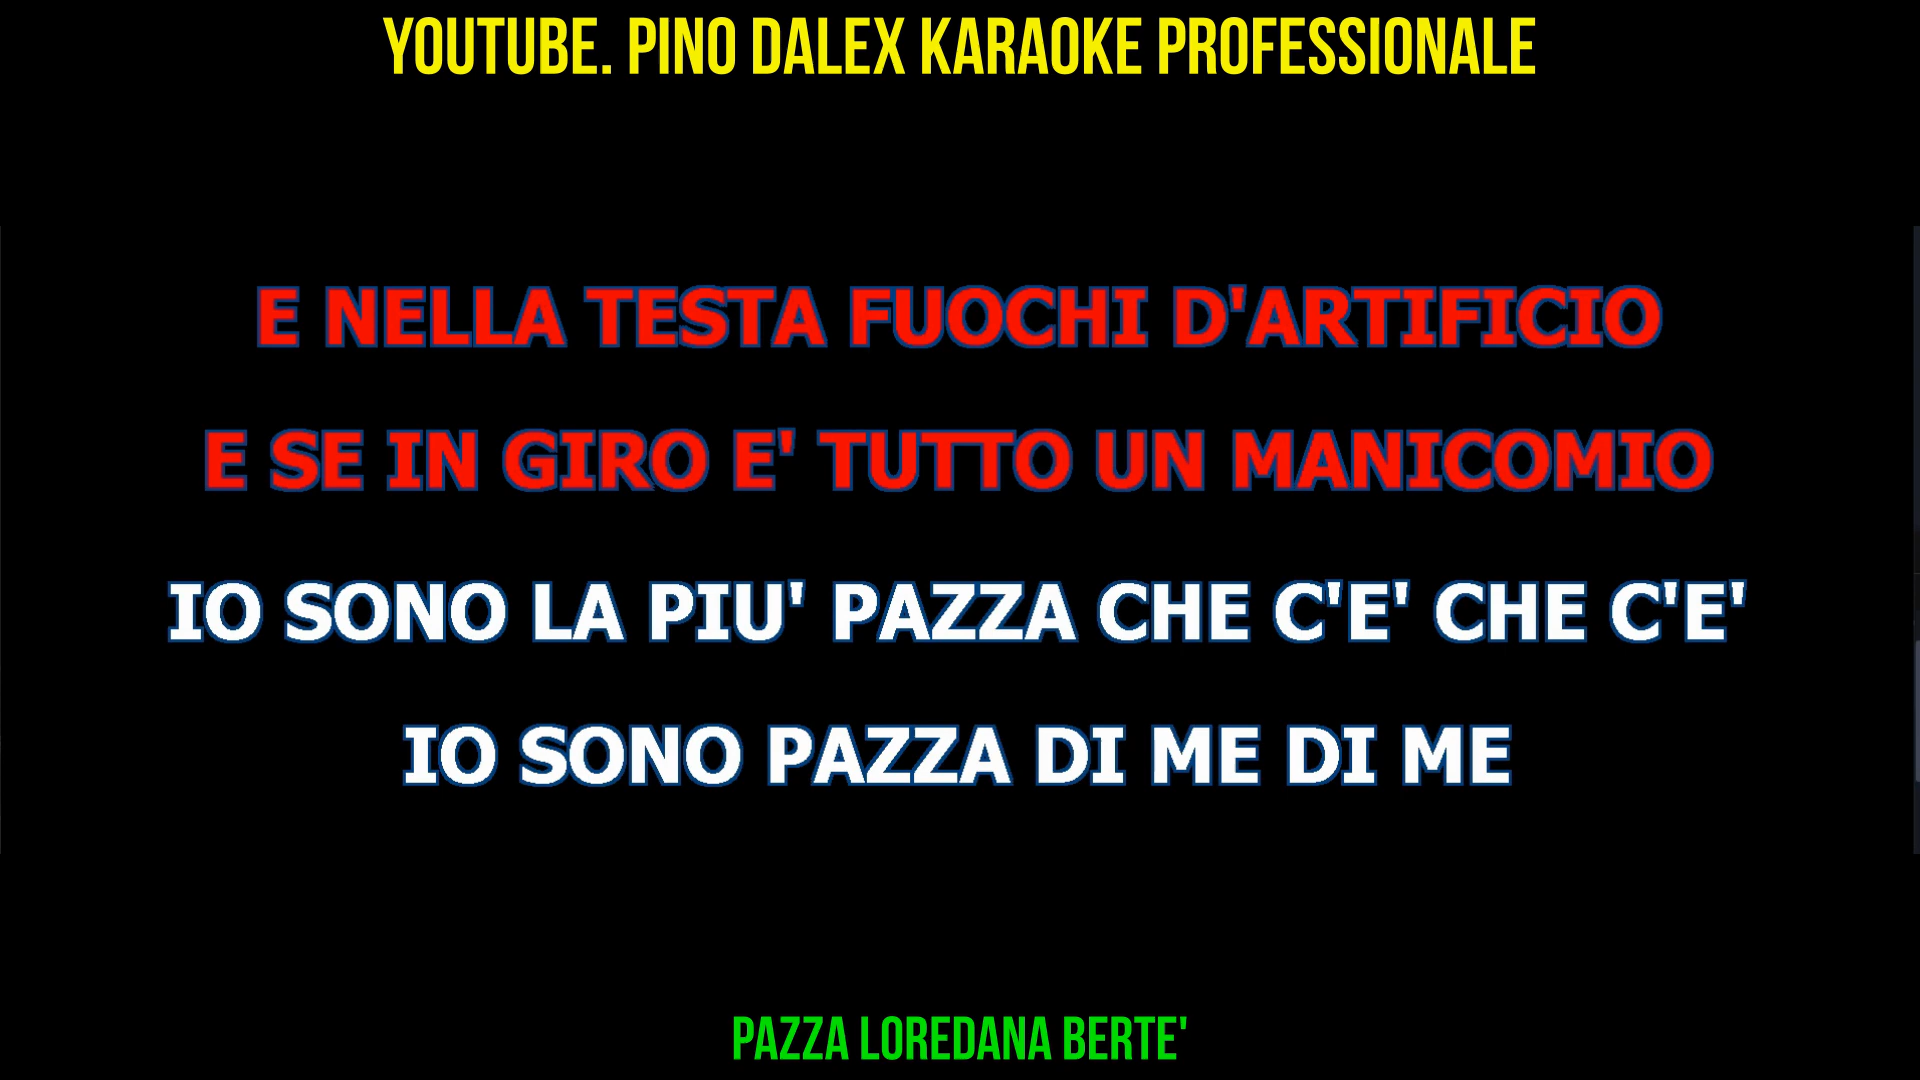 YOUTUBE. PINO DALEX KARAOKE PROFESSIONALE
E NELLA TESTA FUOCHI D'ARTIFICIO
E SE IN GIRO E' TUTTO UN MANICOMIO
IO SONO LA PIU' PAZZA CHE C'E' CHE C'E'
IO SONO PAZZA DI ME DI ME
PAZZA LOREDANA BERTE'